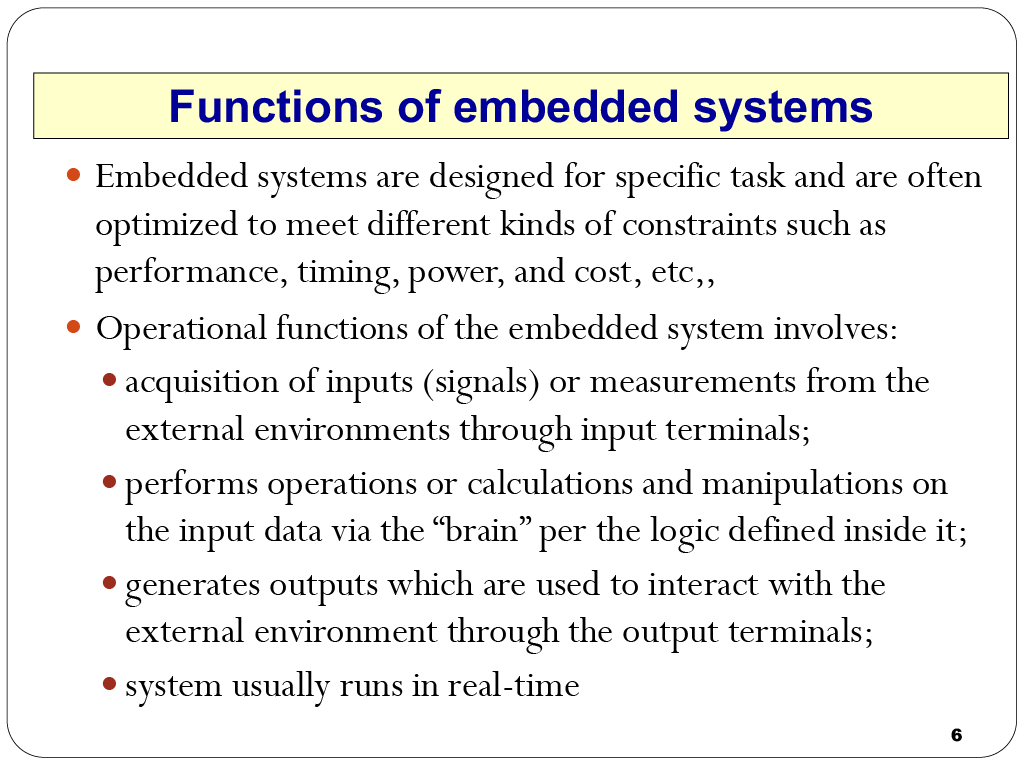 Functions of embedded systems
• Embedded systems are designed for specific task and are often
optimized to meet different kinds of constraints such as
performance, timing, power, and cost, etc,,
• Operational functions of the embedded system involves:
• acquisition of inputs (signals) or measurements from the
external environments through input terminals;
• performs operations or calculations and manipulations on
the input data via the “brain” per the logic defined inside it;
• generates outputs which are used to interact with the
external environment through the output terminals;
• system usually runs in real-time
6